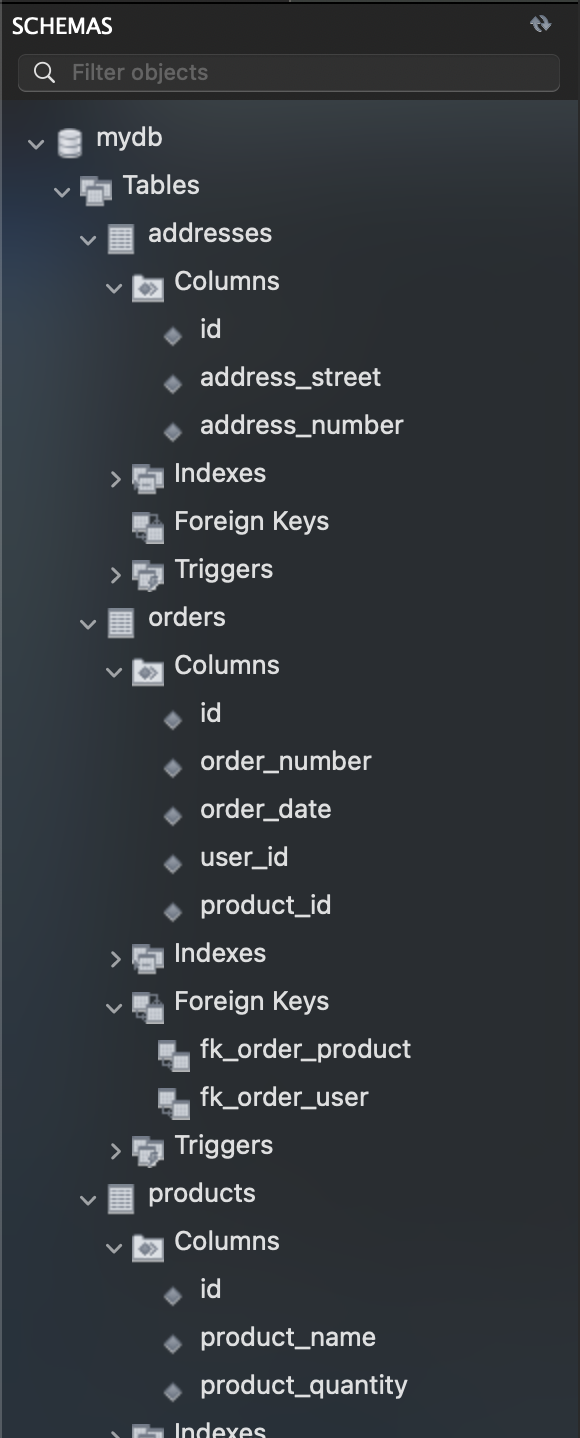 SCHEMAS
Filter objects
mydb
Tables
addresses
Columns
id
address_street
address_number
Indexes
Foreign Keys
Triggers
orders
Columns
id
order_number
order_date
user_id
product_id
Indexes
Foreign Keys
fk_order_product
fk_order_user
Triggers
products
Columns
id
product_name
product_quantity
Indexes